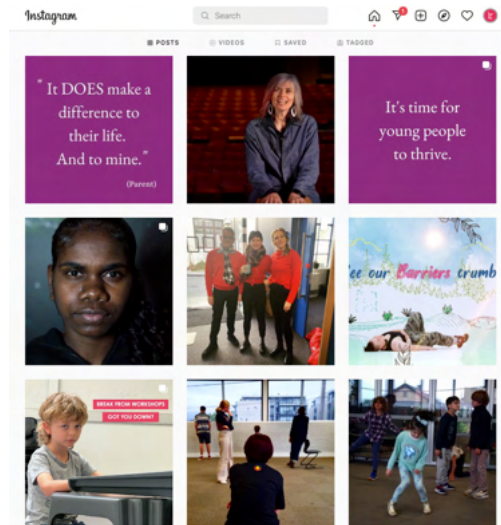 Instagram
Search
POSTS
VIDEOS
SAVED
TAGGED
" It DOES make a
difference to
their life.
And to mine."
(Parent)
It's time for
young people
to thrive.
ee our Barriers crumb
BREAK FROM WORKSHOPS
GOT YOU DOWN?